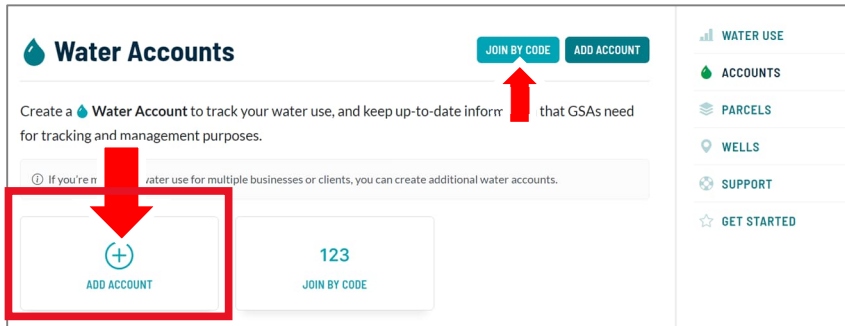 Water Accounts
JOIN BY CODE
ADD ACCOUNT
Create a Water Account to track your water use, and keep up-to-date that GSAs need
for tracking and management purposes.
If you're water use for multiple businesses or clients, you can create additional water accounts.
ADD ACCOUNT
123
JOIN BY CODE
WATER USE
ACCOUNTS
PARCELS
WELLS
SUPPORT
GET STARTED